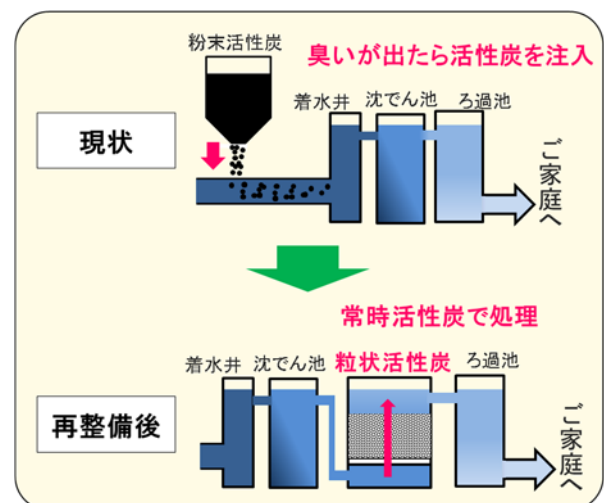 粉末活性炭
臭いが出たら活性炭を注入
着水井
沈でん池
ろ過池
現状
ご家庭へ
常時活性炭で処理
着水井
沈でん池
粒状活性炭
ろ過池
再整備後
ご家庭へ